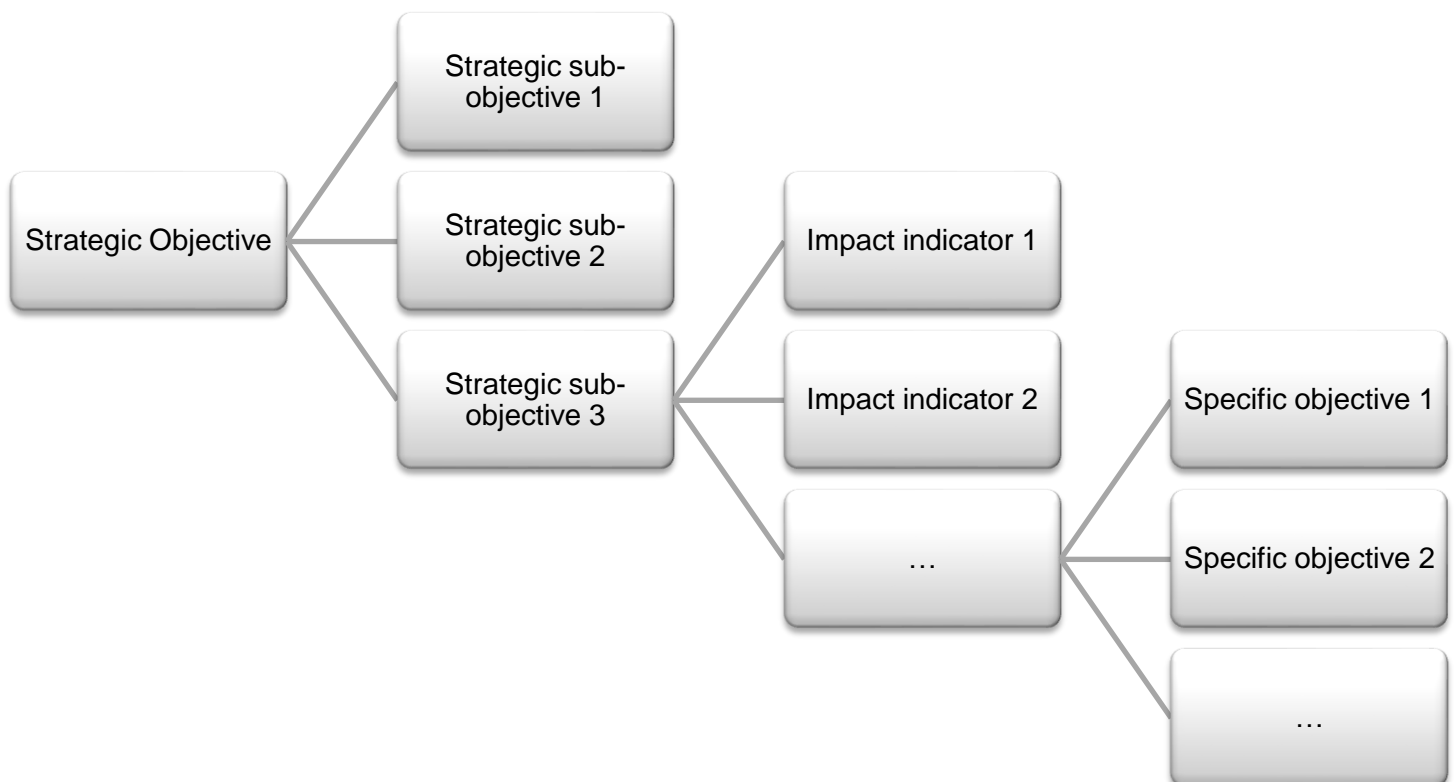 Strategic Objective
Strategic sub-
objective 1
Strategic sub-
objective 2
Strategic sub-
objective 3
Impact indicator 1
Impact indicator 2
…
Specific objective 1
Specific objective 2
…